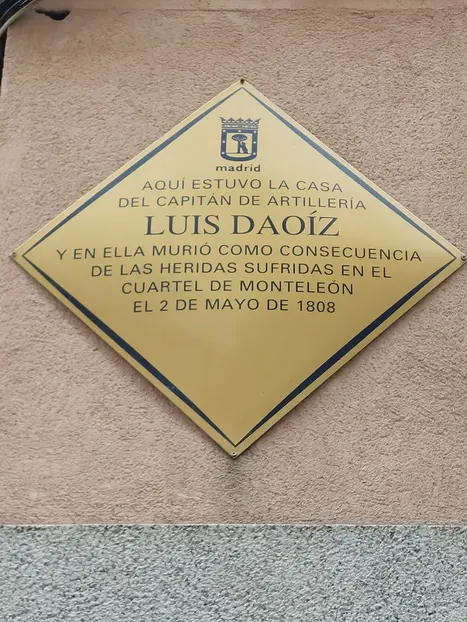 madrid
AQUÍ ESTUVO LA CASA
DEL CAPITÁN DE ARTILLERÍA
LUIS DAOÍZ
Y EN ELLA MURIÓ COMO CONSECUENCIA
DE LAS HERIDAS SUFRIDAS EN EL
CUARTEL DE MONTELEÓN
EL 2 DE MAYO DE 1808